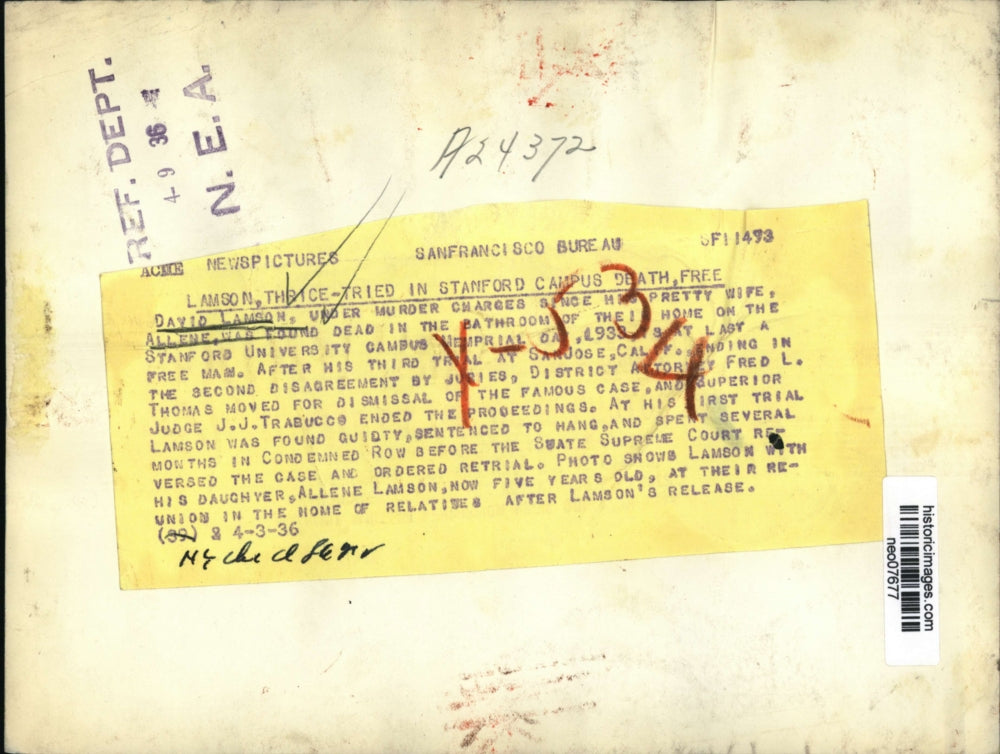 REF. DEPT.
4 9 36
N. E. A.
A24372
ACME NEWSPICTURES SANFRANCISCO BUREAU SF11473
LAMSON,THRICE-TRIED IN STANFORD CAMPUS DEATH,FREE
DAVID LAMSON, UNDER MURDER CHARGES SINCE HIS PRETTY WIFE,
ALLENE,WAS FOUND DEAD IN THE BATHROOM OF THEIR HOME ON THE
STANFORD UNIVERSITY CAMBUS MEMPRIAL DAY,1933 IS AT LAST A
FREE MAN. AFTER HIS THIRD TRIAL AT SANJOSE,CALIF. ENDING IN
THE SECOND DISAGREEMENT BY JURIES, DISTRICT ATTORNEY FRED L.
THOMAS MOVED FOR DISMISSAL OF THE FAMOUS CASE,AND SUPERIOR
JUDGE J.J.TRABUCCO ENDED THE PROEEDINGS. AT HIS FIRST TRIAL
LAMSON WAS FOUND GUIDTY,SENTENCED TO HANG,AND SPENT SEVERAL
MONTHS IN CONDEMNED ROW BEFORE THE SWATE SUPREME COURT RE-
VERSED THE CASE AND ORDERED RETRIAL. PHOTO SHOWS LAMSON WITH
HIS DAUGHVER,ALLENE LAMSON,NOW FIVE YEARS OLD, AT THEIR RE-
UNION IN THE HOME OF RELATIVES AFTER LAMSON'S RELEASE.
(39) & 4-3-36
Y-534
historicimages.com
neo07677